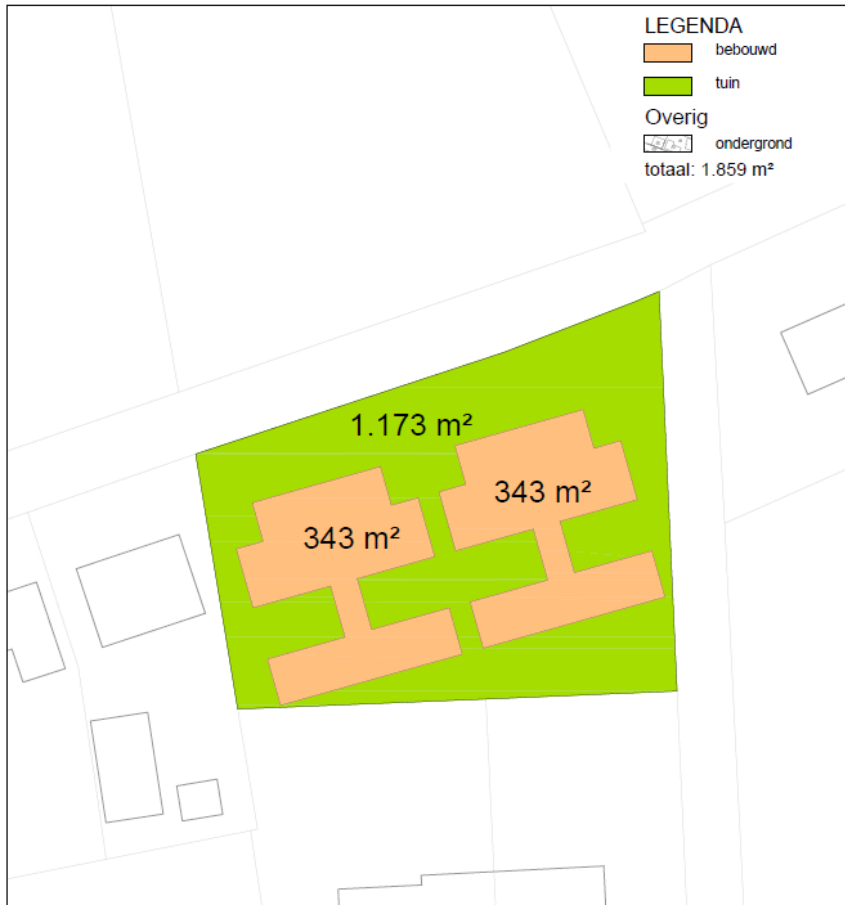 LEGENDA
bebouwd
tuin
Overig
ondergrond
totaal: 1.859 m²
1.173 m²
343 m²
343 m²